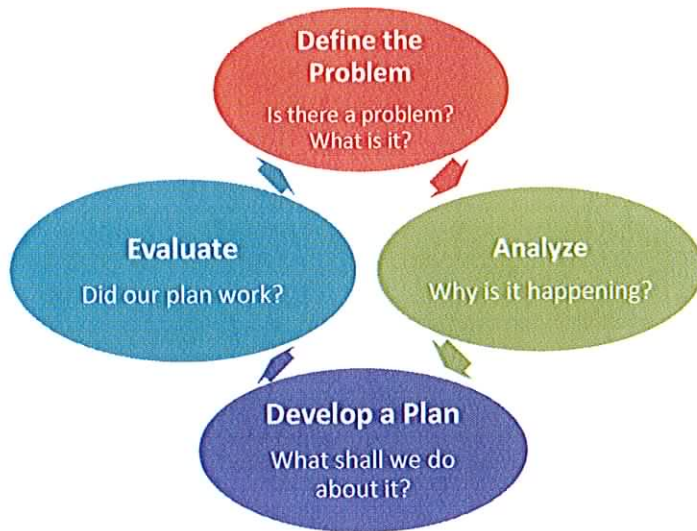 Define the
Problem
Is there a problem?
What is it?
Evaluate
Did our plan work?
Analyze
Why is it happening?
Develop a Plan
What shall we do
about it?